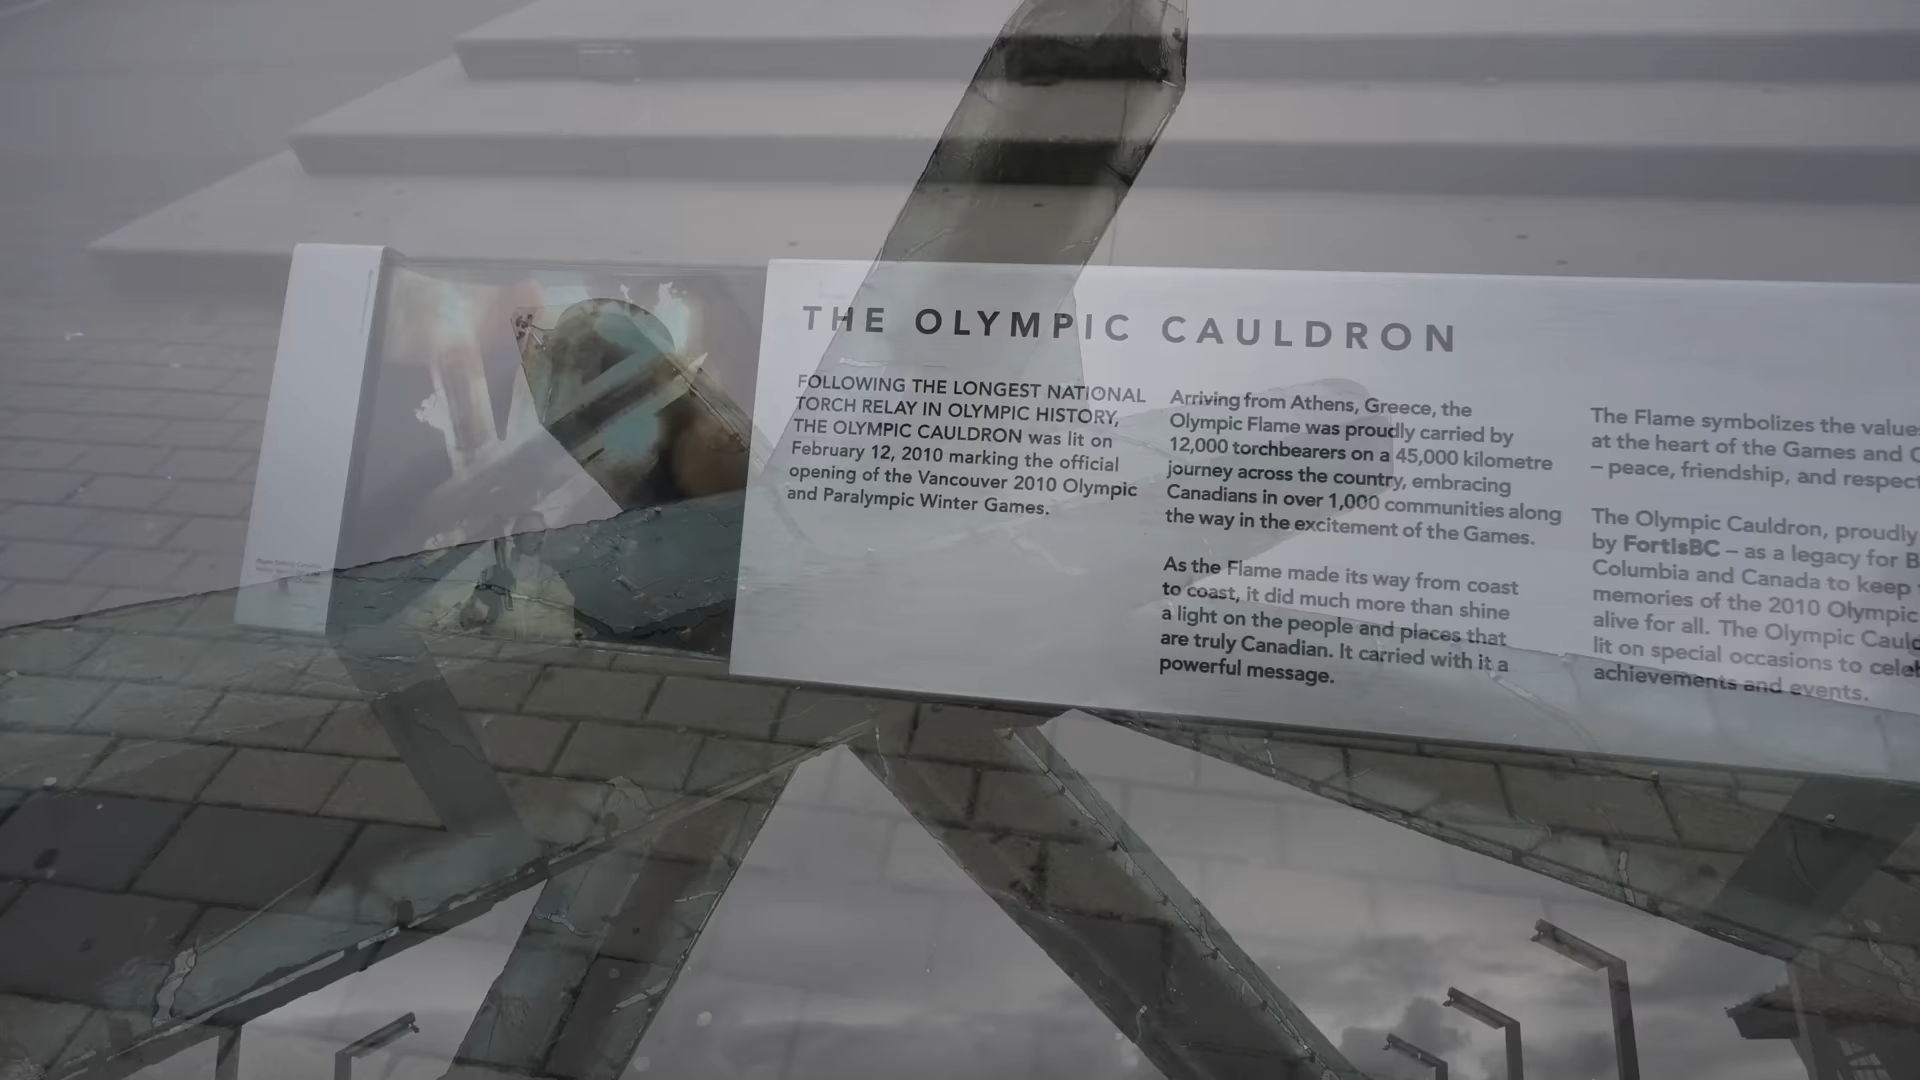 THE OLYMPIC CAULDRON
FOLLOWING THE LONGEST NATIONAL
TORCH RELAY IN OLYMPIC HISTORY,
THE OLYMPIC CAULDRON was lit on
February 12, 2010 marking the official
opening of the Vancouver 2010 Olympic
and Paralympic Winter Games.
Arriving from Athens, Greece, the
Olympic Flame was proudly carried by
12,000 torchbearers on a 45,000 kilometre
journey across the country, embracing
Canadians in over 1,000 communities along
the way in the excitement of the Games.
As the Flame made its way from coast
to coast, it did much more than shine
a light on the people and places that
are truly Canadian. It carried with it a
powerful message.
The Flame symbolizes the value
at the heart of the Games and
– peace, friendship, and respect
The Olympic Cauldron, proudly
by FortisBC – as a legacy for B
Columbia and Canada to keep
memories of the 2010 Olympic
alive for all. The Olympic Cauld
lit on special occasions to celeb
achievements and events.